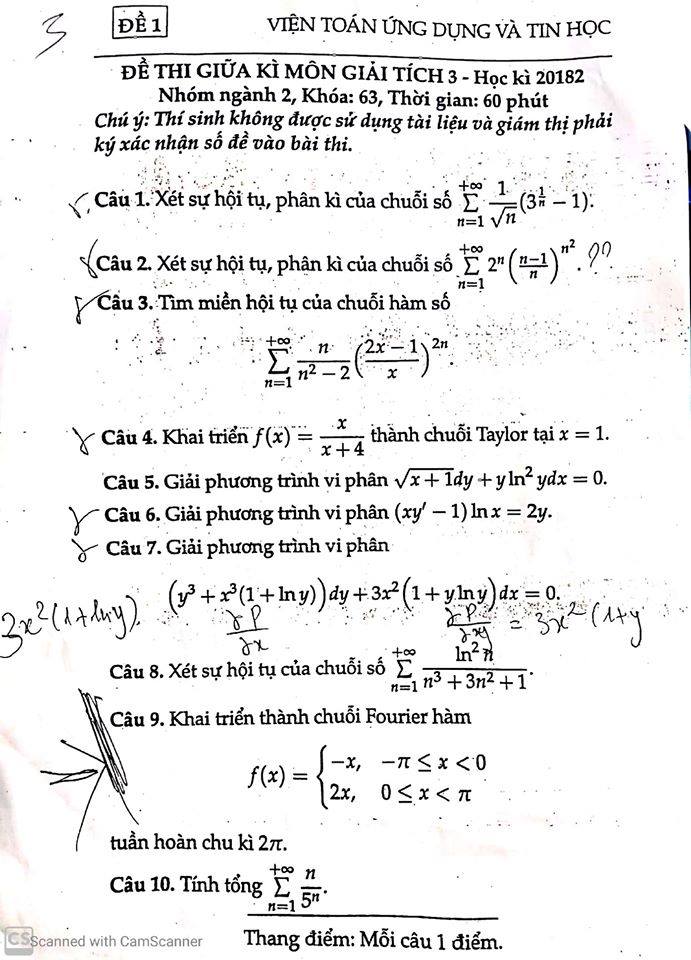 3
ĐỀ 1
VIỆN TOÁN ỨNG DỤNG VÀ TIN HỌC
ĐỀ THI GIỮA KÌ MÔN GIẢI TÍCH 3 - Học kì 20182
Nhóm ngành 2, Khóa: 63, Thời gian: 60 phút
Chú ý: Thí sinh không được sử dụng tài liệu và giám thị phải
ký xác nhận số đề vào bài thi.
Câu 1. Xét sự hội tụ, phân kì của chuỗi số $\sum_{n=1}^{+\infty} \frac{1}{\sqrt{n}}(3^{\frac{1}{n}} - 1)$.
Câu 2. Xét sự hội tụ, phân kì của chuỗi số $\sum_{n=1}^{+\infty} 2^n \left(\frac{n-1}{n}\right)^{n^2}$. ??
Câu 3. Tìm miền hội tụ của chuỗi hàm số
$\sum_{n=1}^{+\infty} \frac{n}{n^2-2}\left(\frac{2x-1}{x}\right)^{2n}$
Câu 4. Khai triển $f(x) = \frac{x}{x+4}$ thành chuỗi Taylor tại $x = 1$.
Câu 5. Giải phương trình vi phân $\sqrt{x+1}dy + y\ln^2 ydx = 0$.
Câu 6. Giải phương trình vi phân $(xy' - 1)\ln x = 2y$.
Câu 7. Giải phương trình vi phân
$(y^3 + x^3(1 + \ln y))dy + 3x^2(1 + y\ln y)dx = 0$.
$3x^2(1+\ln y)$. $\frac{\partial P}{\partial x}$ $\frac{\partial P}{\partial y} = 3x^2(1+y$
Câu 8. Xét sự hội tụ của chuỗi số $\sum_{n=1}^{+\infty} \frac{\ln^2 n}{n^3+3n^2+1}$.
Câu 9. Khai triển thành chuỗi Fourier hàm
$f(x) = \begin{cases} -x, & -\pi \le x < 0 \\ 2x, & 0 \le x < \pi \end{cases}$
tuần hoàn chu kì $2\pi$.
Câu 10. Tính tổng $\sum_{n=1}^{+\infty} \frac{n}{5^n}$.
Thang điểm: Mỗi câu 1 điểm.
CS Scanned with CamScanner